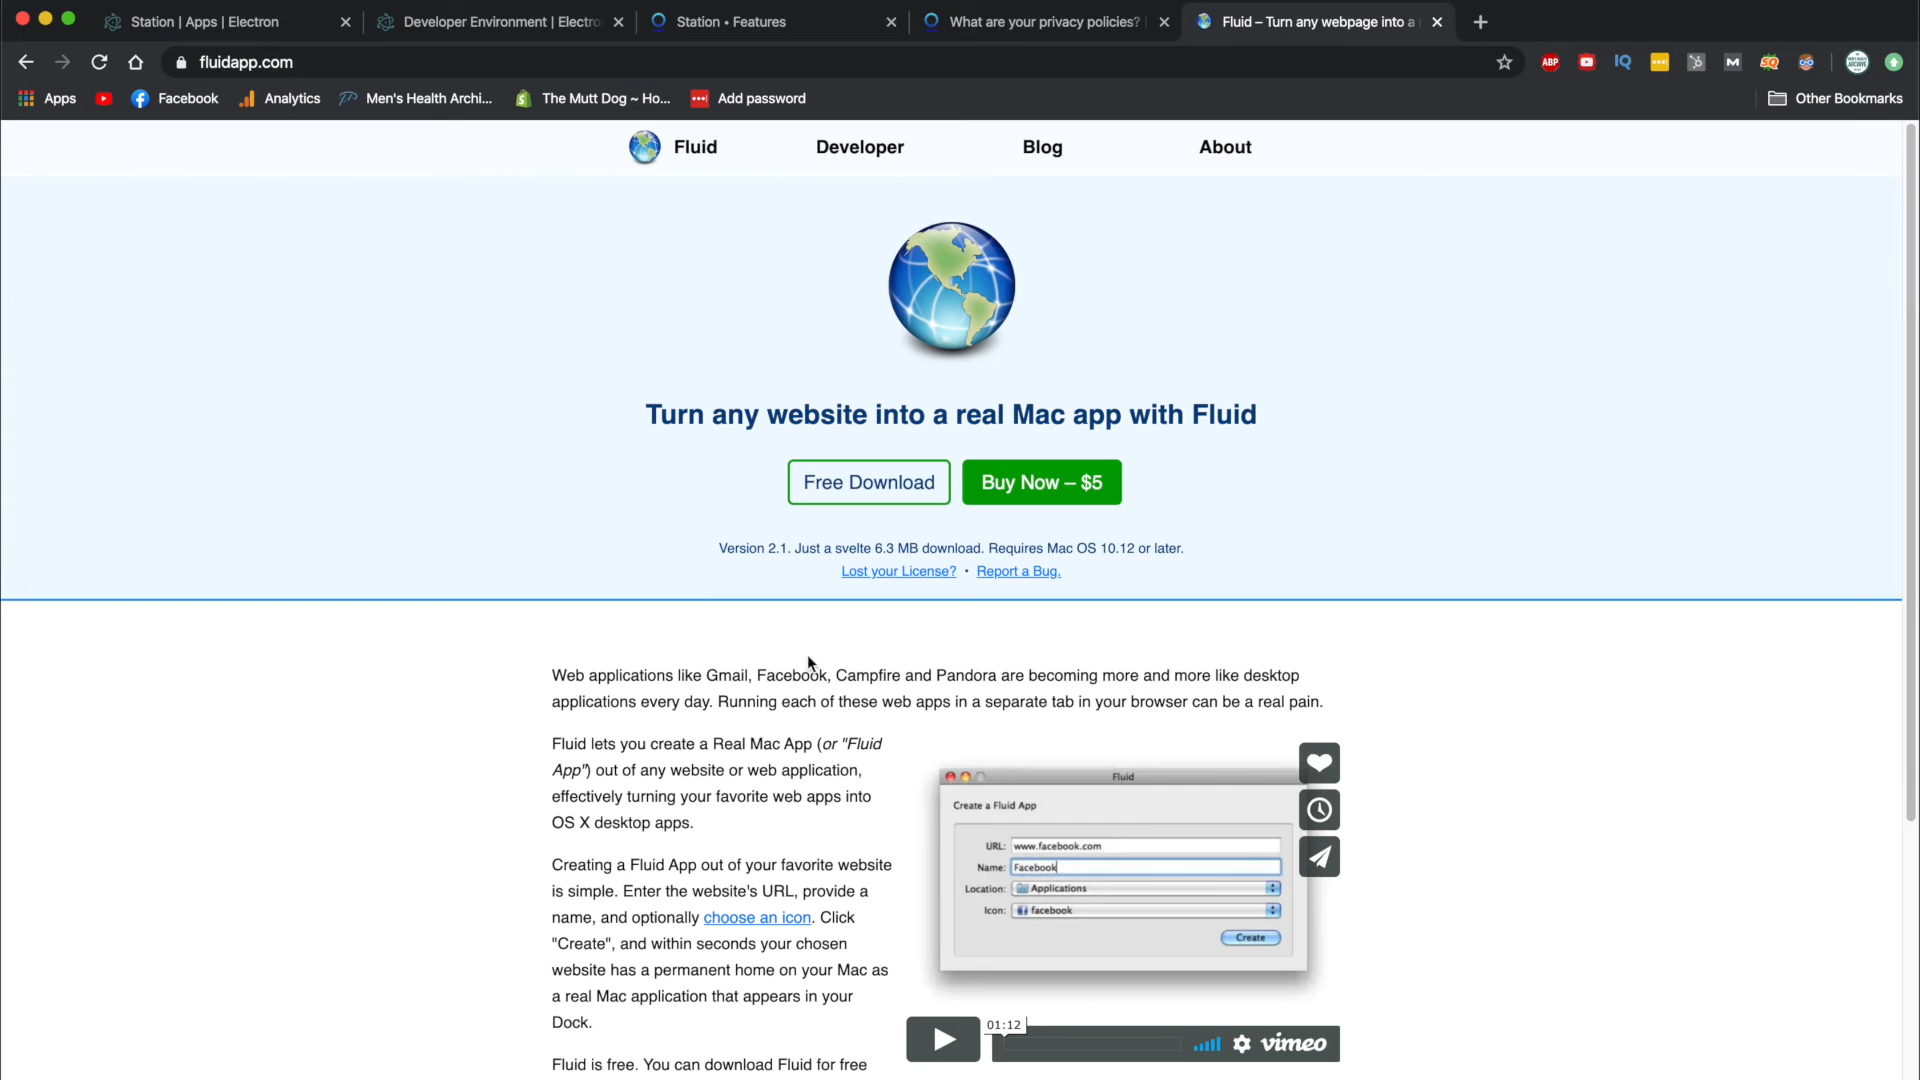 Station | Apps | Electron
Developer Environment | Electro
Station • Features
What are your privacy policies? |
Fluid – Turn any webpage into a
fluidapp.com
ABP
IQ
M
SQ
Apps
Facebook
Analytics
Men's Health Archi...
The Mutt Dog ~ Ho...
Add password
Other Bookmarks
Fluid
Developer
Blog
About
Turn any website into a real Mac app with Fluid
Free Download
Buy Now – $5
Version 2.1. Just a svelte 6.3 MB download. Requires Mac OS 10.12 or later.
Lost your License? • Report a Bug.
Web applications like Gmail, Facebook, Campfire and Pandora are becoming more and more like desktop
applications every day. Running each of these web apps in a separate tab in your browser can be a real pain.
Fluid lets you create a Real Mac App (or "Fluid
App") out of any website or web application,
effectively turning your favorite web apps into
OS X desktop apps.
Creating a Fluid App out of your favorite website
is simple. Enter the website's URL, provide a
name, and optionally choose an icon. Click
"Create", and within seconds your chosen
website has a permanent home on your Mac as
a real Mac application that appears in your
Dock.
Fluid is free. You can download Fluid for free
Fluid
Create a Fluid App
URL: www.facebook.com
Name: Facebook
Location: Applications
Icon: facebook
Create
01:12
vimeo